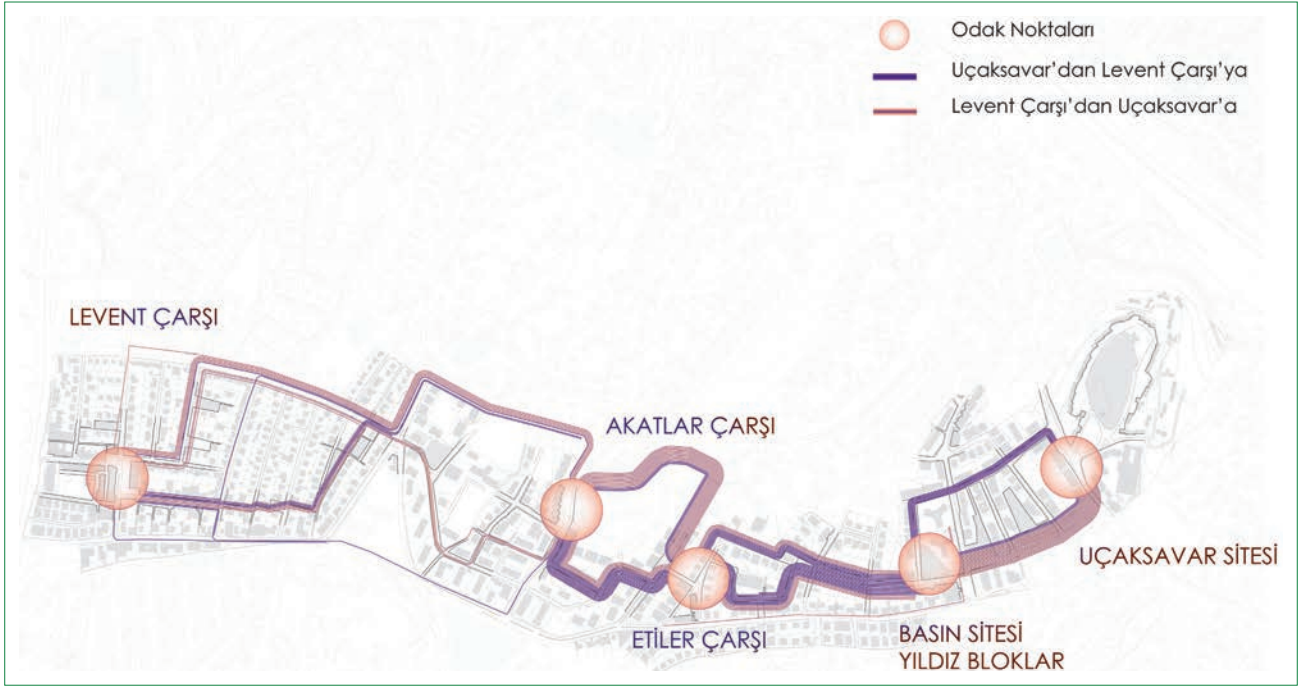 Odak Noktaları
Uçaksavar’dan Levent Çarşı’ya
Levent Çarşı’dan Uçaksavar’a
LEVENT ÇARŞI
AKATLAR ÇARŞI
UÇAKSAVAR SİTESİ
ETİLER ÇARŞI
BASIN SİTESİ
YILDIZ BLOKLAR